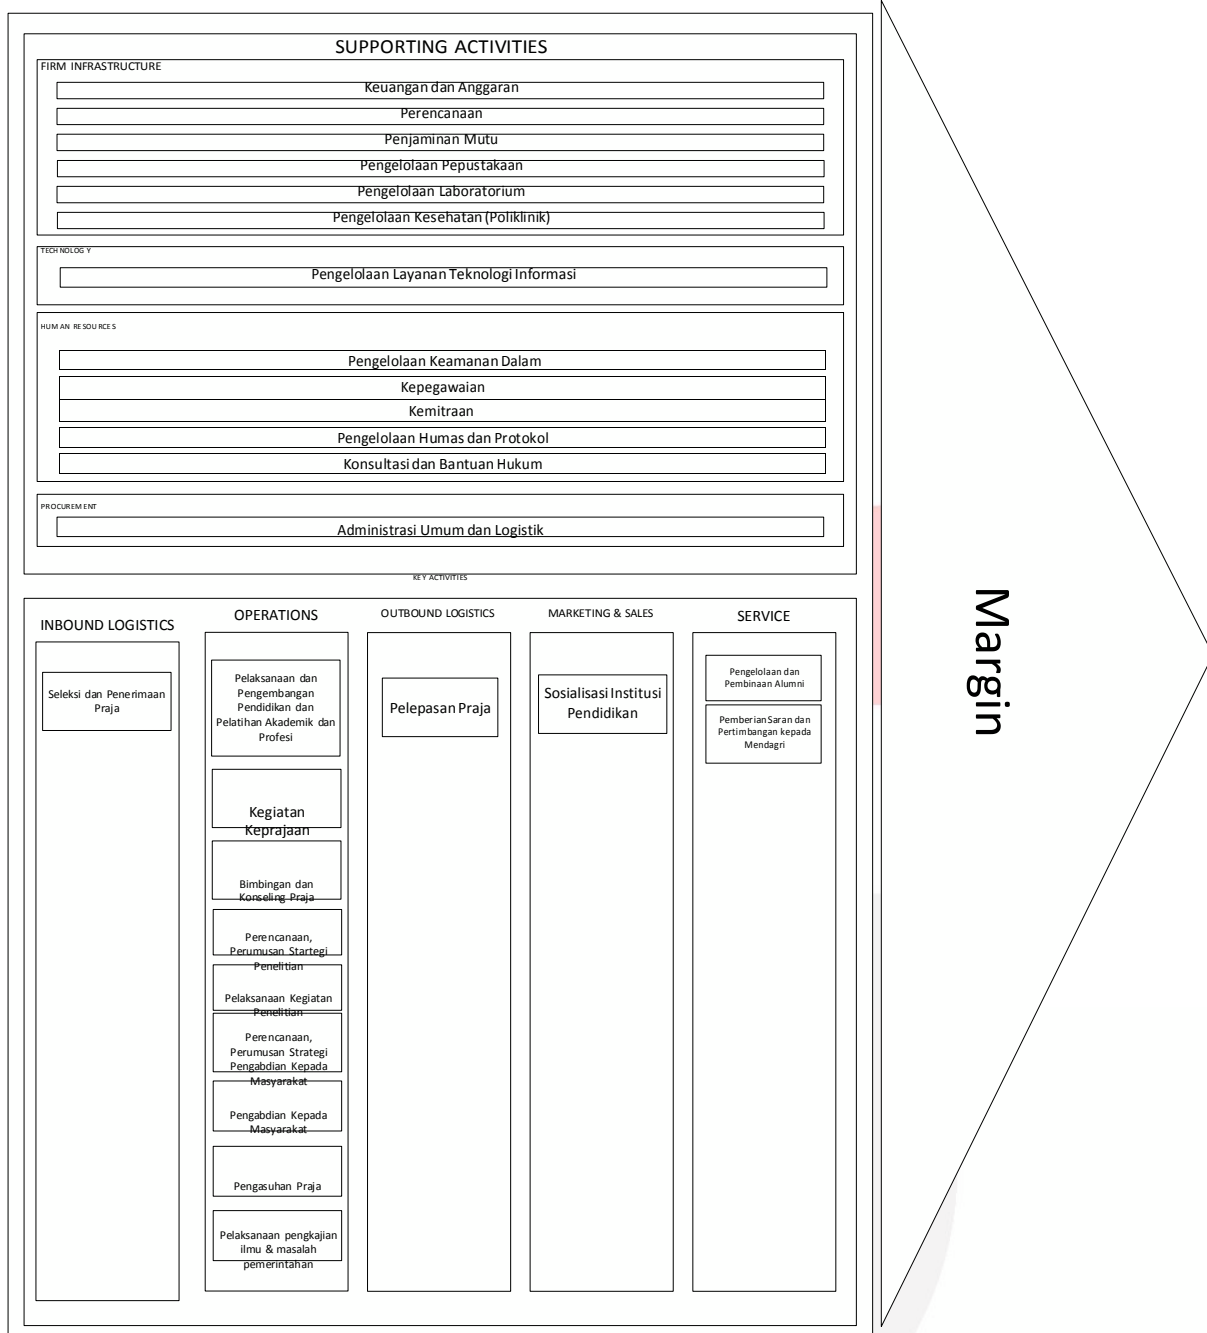 SUPPORTING ACTIVITIES
FIRM INFRASTRUCTURE
Keuangan dan Anggaran
Perencanaan
Penjaminan Mutu
Pengelolaan Pepustakaan
Pengelolaan Laboratorium
Pengelolaan Kesehatan (Poliklinik)
TECHNOLOGY
Pengelolaan Layanan Teknologi Informasi
HUMAN RESOURCES
Pengelolaan Keamanan Dalam
Kepegawaian
Kemitraan
Pengelolaan Humas dan Protokol
Konsultasi dan Bantuan Hukum
PROCUREMENT
Administrasi Umum dan Logistik
KEY ACTIVITIES
INBOUND LOGISTICS
Seleksi dan Penerimaan
Praja
OPERATIONS
Pelaksanaan dan
Pengembangan
Pendidikan dan
Pelatihan Akademik dan
Profesi
Kegiatan
Keprajaan
Bimbingan dan
Konseling Praja
Perencanaan,
Perumusan Startegi
Penelitian
Pelaksanaan Kegiatan
Penelitian
Perencanaan,
Perumusan Strategi
Pengabdian Kepada
Masyarakat
Pengabdian Kepada
Masyarakat
Pengasuhan Praja
Pelaksanaan pengkajian
ilmu & masalah
pemerintahan
OUTBOUND LOGISTICS
Pelepasan Praja
MARKETING & SALES
Sosialisasi Institusi
Pendidikan
SERVICE
Pengelolaan dan
Pembinaan Alumni
Pemberian Saran dan
Pertimbangan kepada
Mendagri
Margin